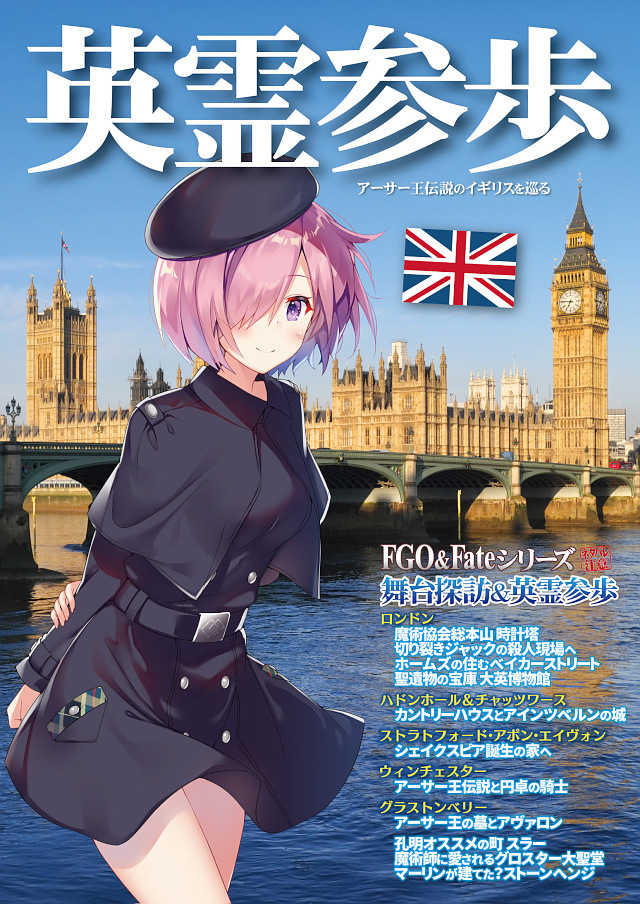 英霊参歩
アーサー王伝説のイギリスを巡る
FGO&Fateシリーズ
ネタバレ
注意
舞台探訪&英霊参歩
ロンドン
魔術協会総本山 時計塔
切り裂きジャックの殺人現場へ
ホームズの住むベイカーストリート
聖遺物の宝庫 大英博物館
ハドンホール&チャッツワース
カントリーハウスとアインツベルンの城
ストラトフォード・アポン・エイヴォン
シェイクスピア誕生の家へ
ウィンチェスター
アーサー王伝説と円卓の騎士
グラストンベリー
アーサー王の墓とアヴァロン
孔明オススメの町 スラー
魔術師に愛されるグロスター大聖堂
マーリンが建てた?ストーンヘンジ